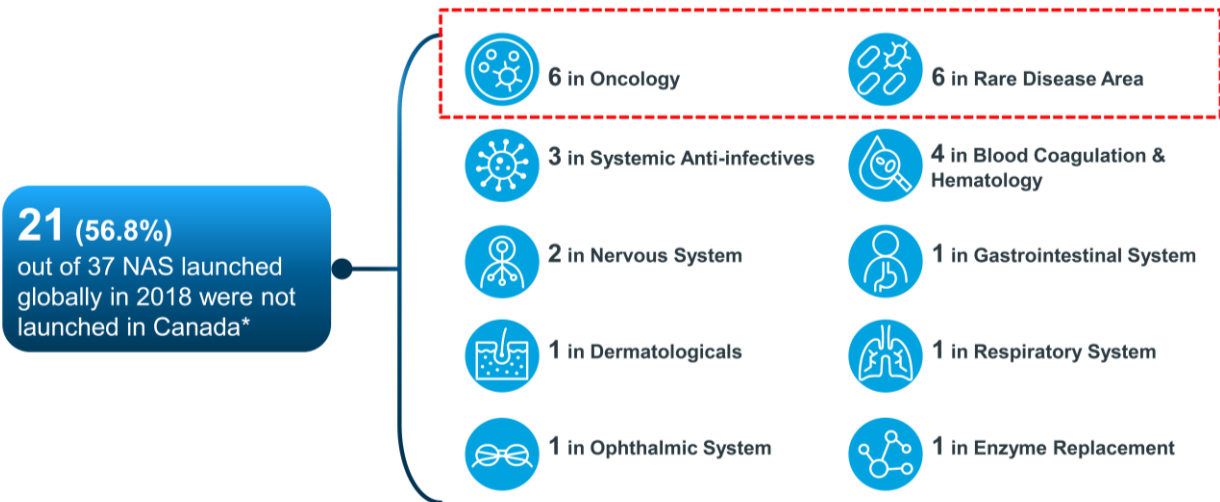 21 (56.8%)
out of 37 NAS launched
globally in 2018 were not
launched in Canada*
6 in Oncology
6 in Rare Disease Area
3 in Systemic Anti-infectives
4 in Blood Coagulation &
Hematology
2 in Nervous System
1 in Gastrointestinal System
1 in Dermatologicals
1 in Respiratory System
1 in Ophthalmic System
1 in Enzyme Replacement